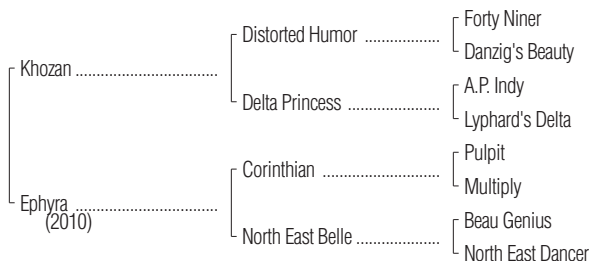 Forty Niner
Distorted Humor ..................
Danzig's Beauty
Khozan ...................................
A.P. Indy
Delta Princess ......................
Lyphard's Delta
Pulpit
Corinthian .............................
Multiply
Ephyra ...................................
(2010)
Beau Genius
North East Belle ....................
North East Dancer